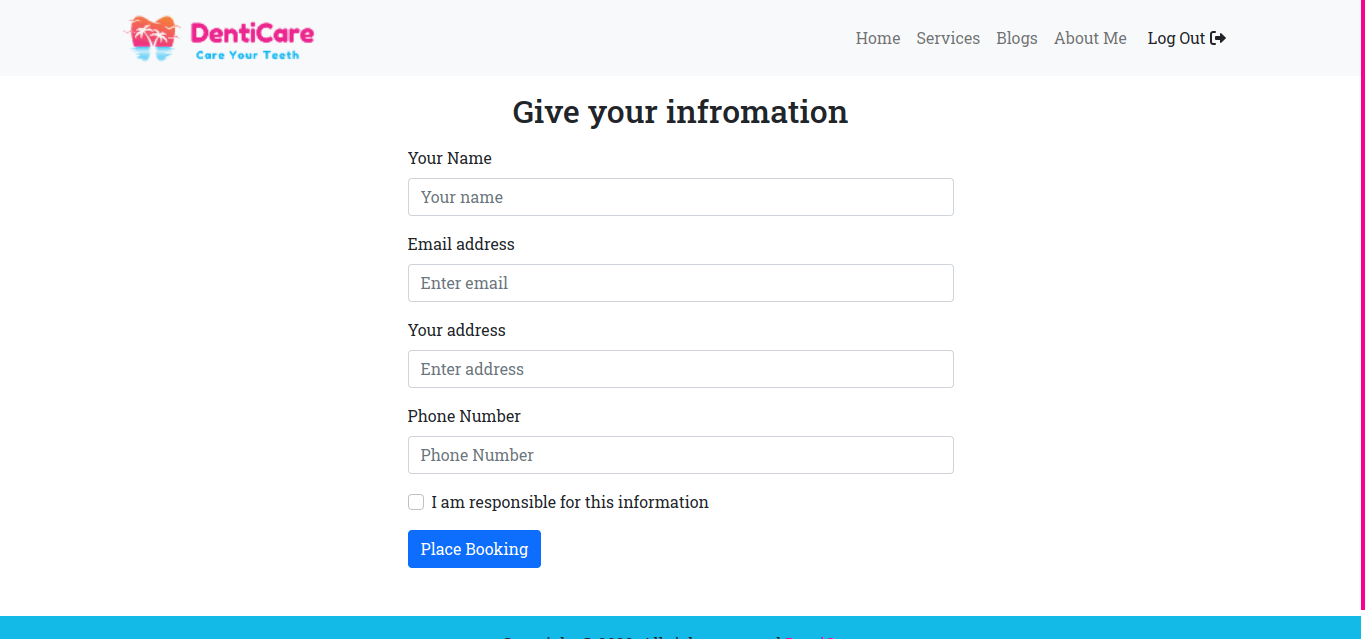 DentiCare
Care Your Teeth
Home Services Blogs About Me Log Out
Give your infromation
Your Name
Your name
Email address
Enter email
Your address
Enter address
Phone Number
Phone Number
I am responsible for this information
Place Booking